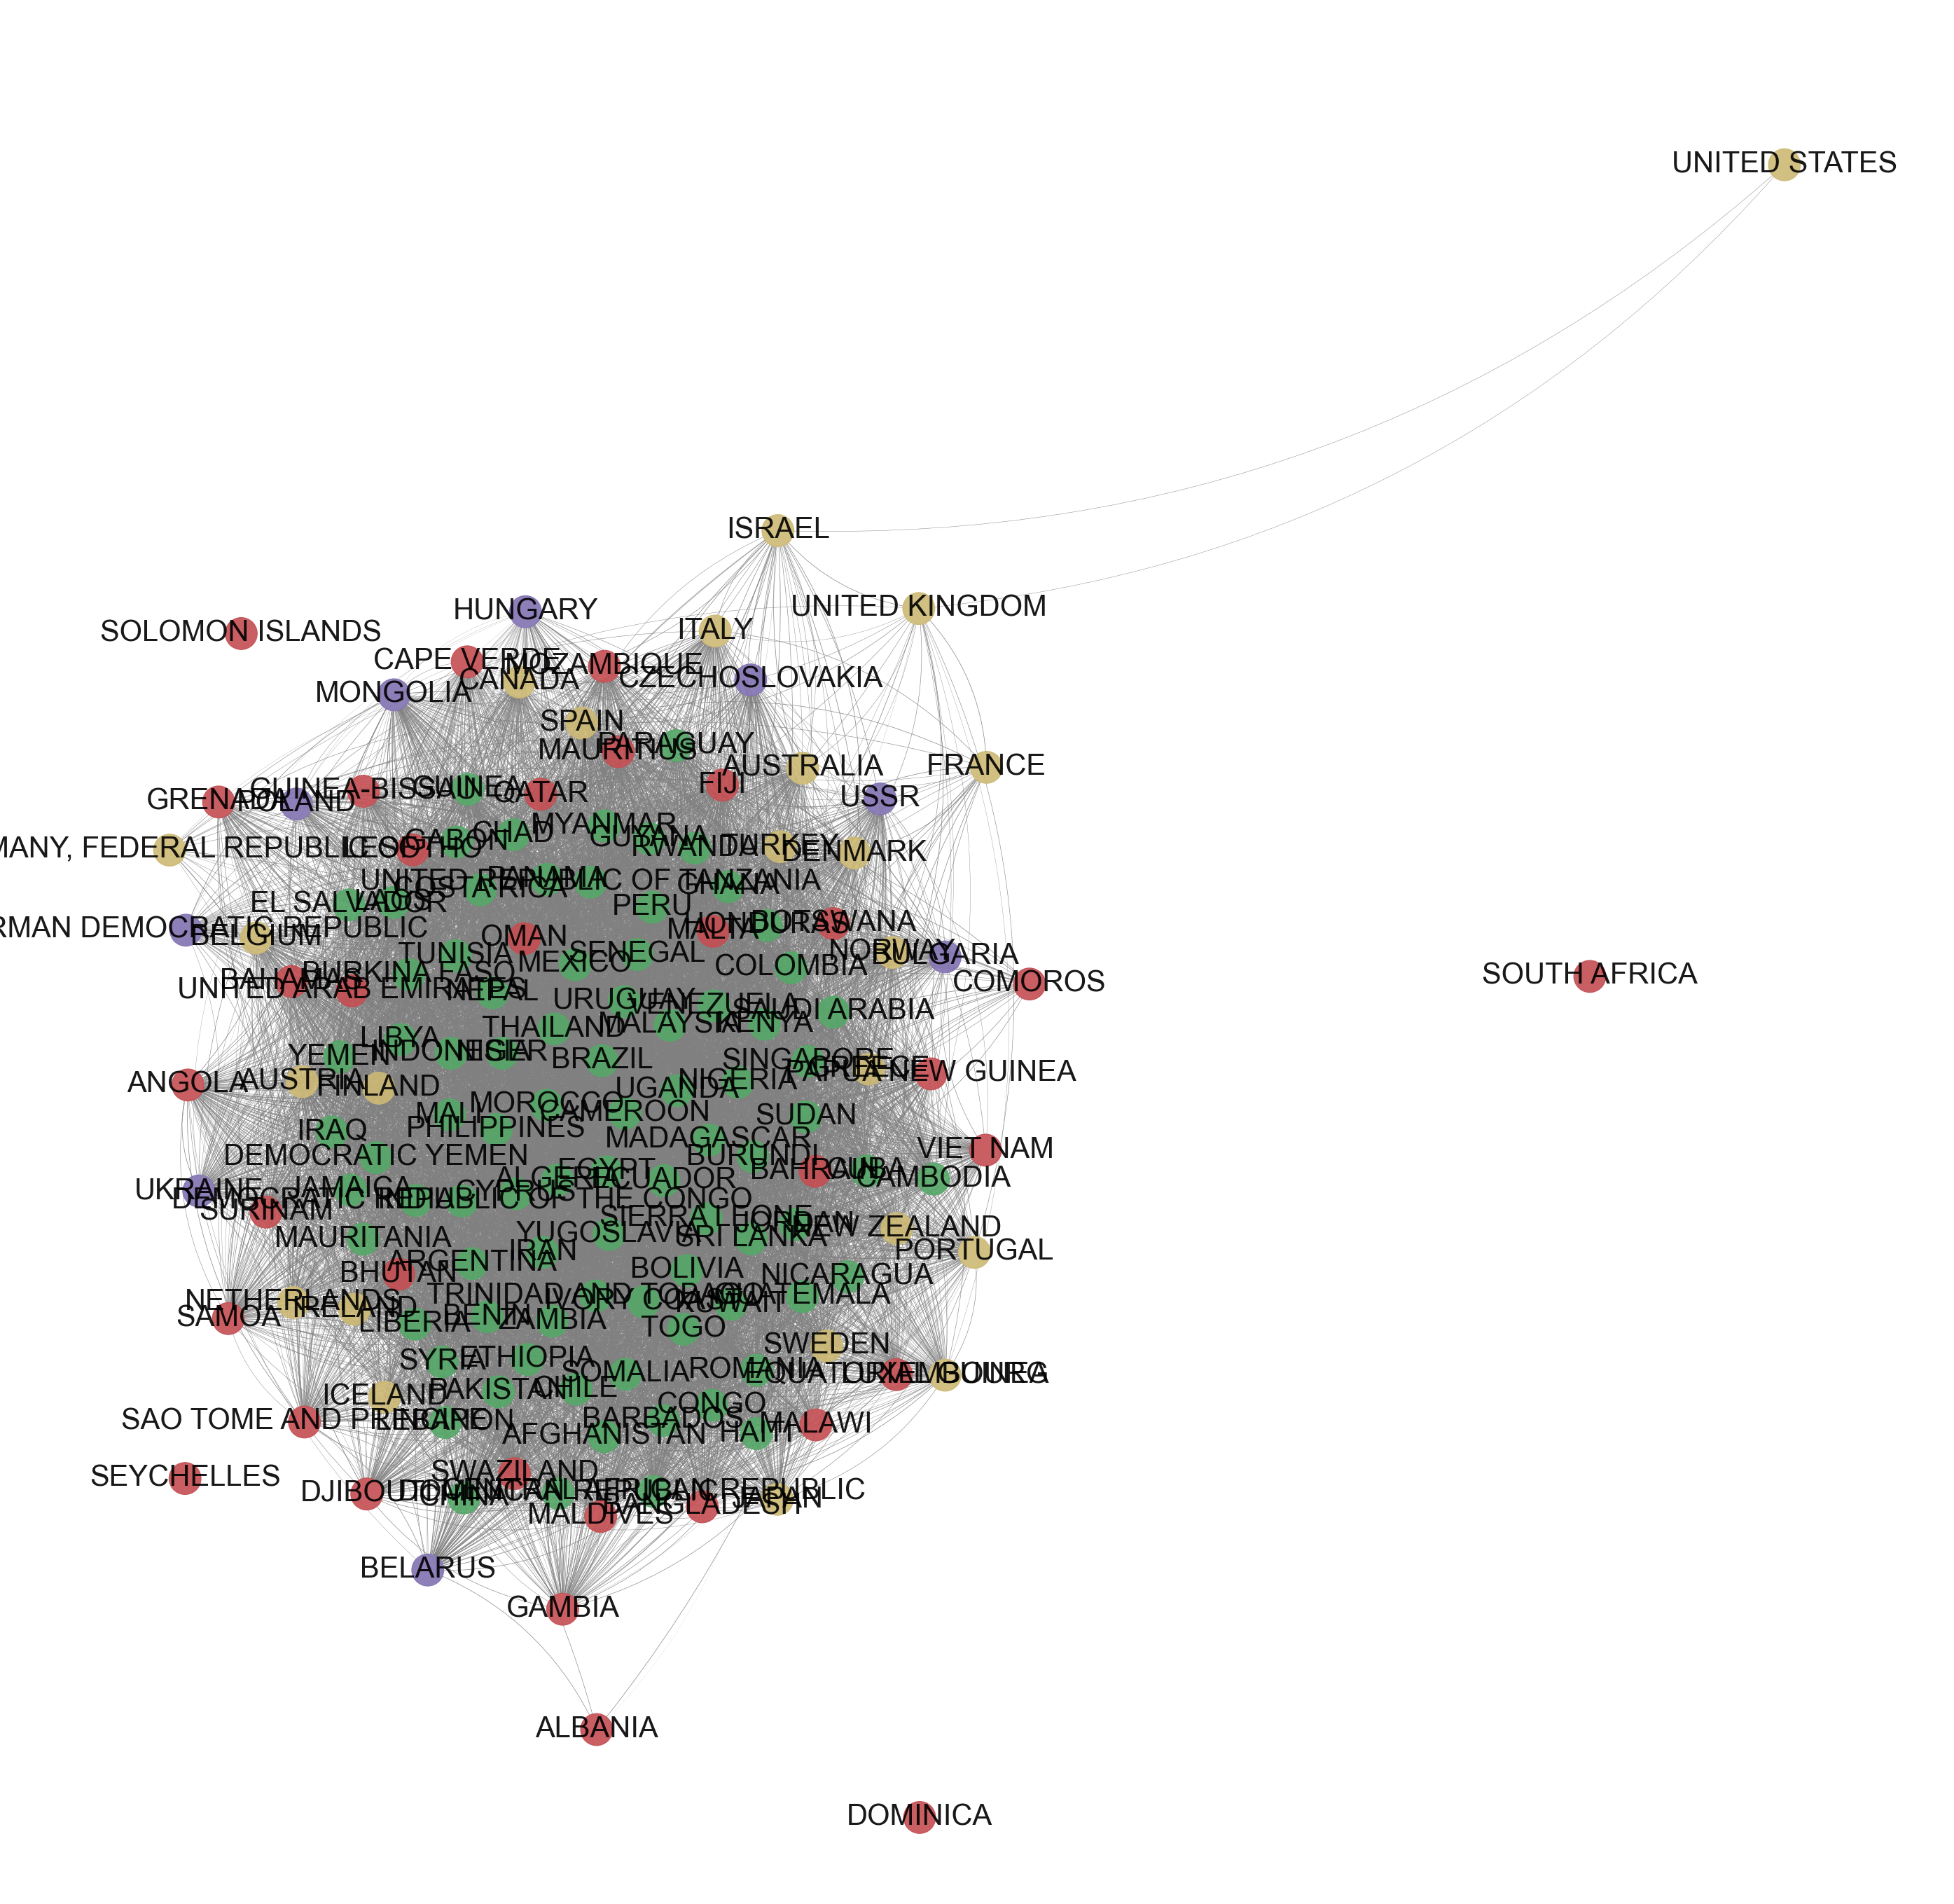 UNITED STATES
ISRAEL
HUNGARY
UNITED KINGDOM
SOLOMON ISLANDS
ITALY
CAPE VERDE
MOZAMBIQUE
CANADA
CZECHOSLOVAKIA
MONGOLIA
SPAIN
PARAGUAY
MAURITIUS
AUSTRALIA
FRANCE
FIJI
GUINEA-BISSAU
GUINEA
QATAR
USSR
GRENADA
POLAND
MYANMAR
CHAD
GUYANA
GABON
RWANDA
TURKEY
DENMARK
MANY, FEDERAL REPUBLIC OF
LESOTHO
UNITED REPUBLIC OF TANZANIA
PANAMA
COSTA RICA
GHANA
EL SALVADOR
LAOS
PERU
RMAN DEMOCRATIC REPUBLIC
BELGIUM
OMAN
MALTA
HONDURAS
BOTSWANA
TUNISIA
SENEGAL
MEXICO
NORWAY
BULGARIA
COLOMBIA
BURKINA FASO
BAHAMAS
UNITED ARAB EMIRATES
NEPAL
COMOROS
SOUTH AFRICA
URUGUAY
VENEZUELA
SAUDI ARABIA
THAILAND
MALAYSIA
KENYA
LIBYA
YEMEN
INDONESIA
NIGER
BRAZIL
SINGAPORE
GREECE
PAPUA NEW GUINEA
ANGOLA
AUSTRIA
FINLAND
UGANDA
NIGERIA
MOROCCO
CAMEROON
MALI
PHILIPPINES
SUDAN
IRAQ
MADAGASCAR
VIET NAM
DEMOCRATIC YEMEN
BURUNDI
BAHRAIN
CUBA
CAMBODIA
EGYPT
ALGERIA
ECUADOR
UKRAINE
JAMAICA
CYPRUS
DEMOCRATIC REPUBLIC OF THE CONGO
INDIA
SURINAM
SIERRA LEONE
JORDAN
NEW ZEALAND
MAURITANIA
YUGOSLAVIA
SRI LANKA
IRAN
PORTUGAL
ARGENTINA
BHUTAN
BOLIVIA
NICARAGUA
NETHERLANDS
IRELAND
TRINIDAD AND TOBAGO
IVORY COAST
GUATEMALA
KUWAIT
SAMOA
LIBERIA
BENIN
ZAMBIA
TOGO
SWEDEN
SYRIA
ETHIOPIA
SOMALIA
ROMANIA
EQUATORIAL GUINEA
LUXEMBOURG
ICELAND
PAKISTAN
CHILE
CONGO
SAO TOME AND PRINCIPE
LEBANON
BARBADOS
MALAWI
AFGHANISTAN
HAITI
SEYCHELLES
SWAZILAND
DJIBOUTI
DOMINICAN REPUBLIC
CENTRAL AFRICAN REPUBLIC
CHINA
BANGLADESH
JAPAN
MALDIVES
BELARUS
GAMBIA
ALBANIA
DOMINICA